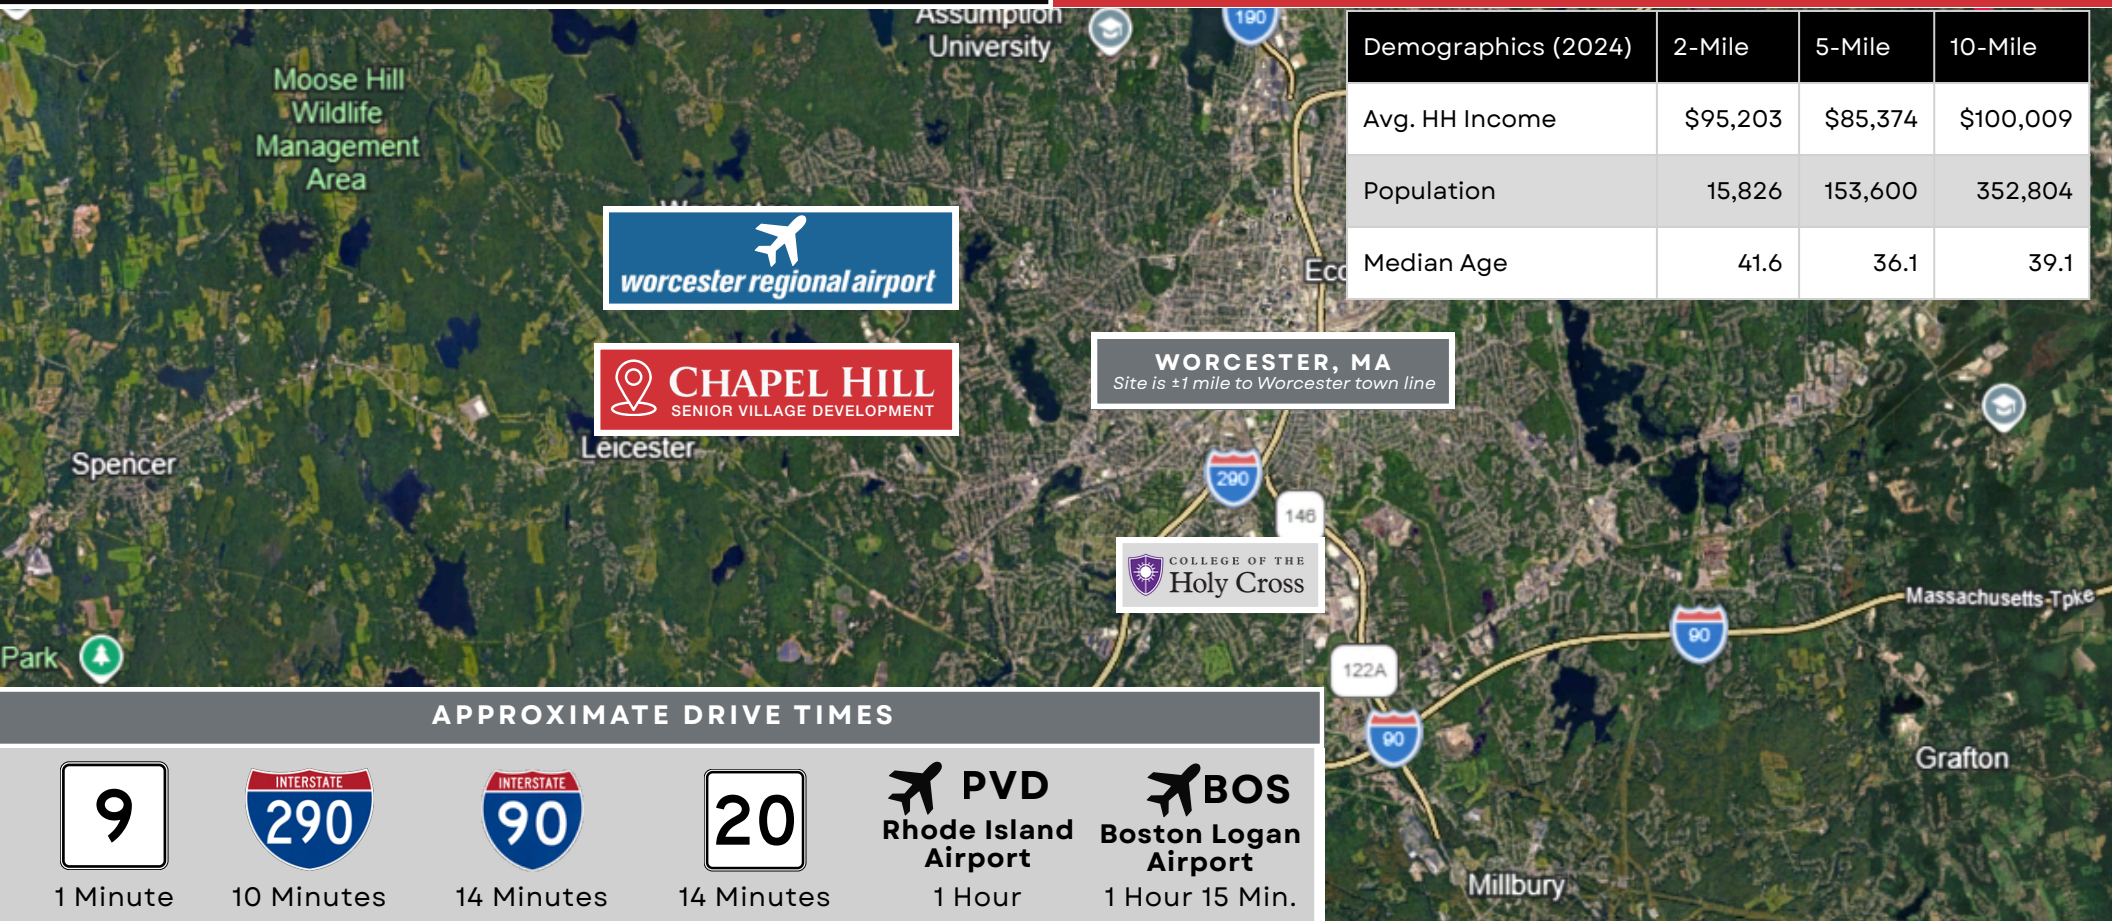 Assumption
University
190
Demographics (2024) 2-Mile 5-Mile 10-Mile
Avg. HH Income $95,203 $85,374 $100,009
Population 15,826 153,600 352,804
Median Age 41.6 36.1 39.1
Moose Hill
Wildlife
Management
Area
worcester regional airport
CHAPEL HILL
SENIOR VILLAGE DEVELOPMENT
WORCESTER, MA
Site is ±1 mile to Worcester town line
Leicester
Spencer
290
146
COLLEGE OF THE
Holy Cross
Massachusetts Tpke
90
Park
122A
90
Grafton
Millbury
APPROXIMATE DRIVE TIMES
9
1 Minute
INTERSTATE
290
10 Minutes
INTERSTATE
90
14 Minutes
20
14 Minutes
PVD
Rhode Island
Airport
1 Hour
BOS
Boston Logan
Airport
1 Hour 15 Min.